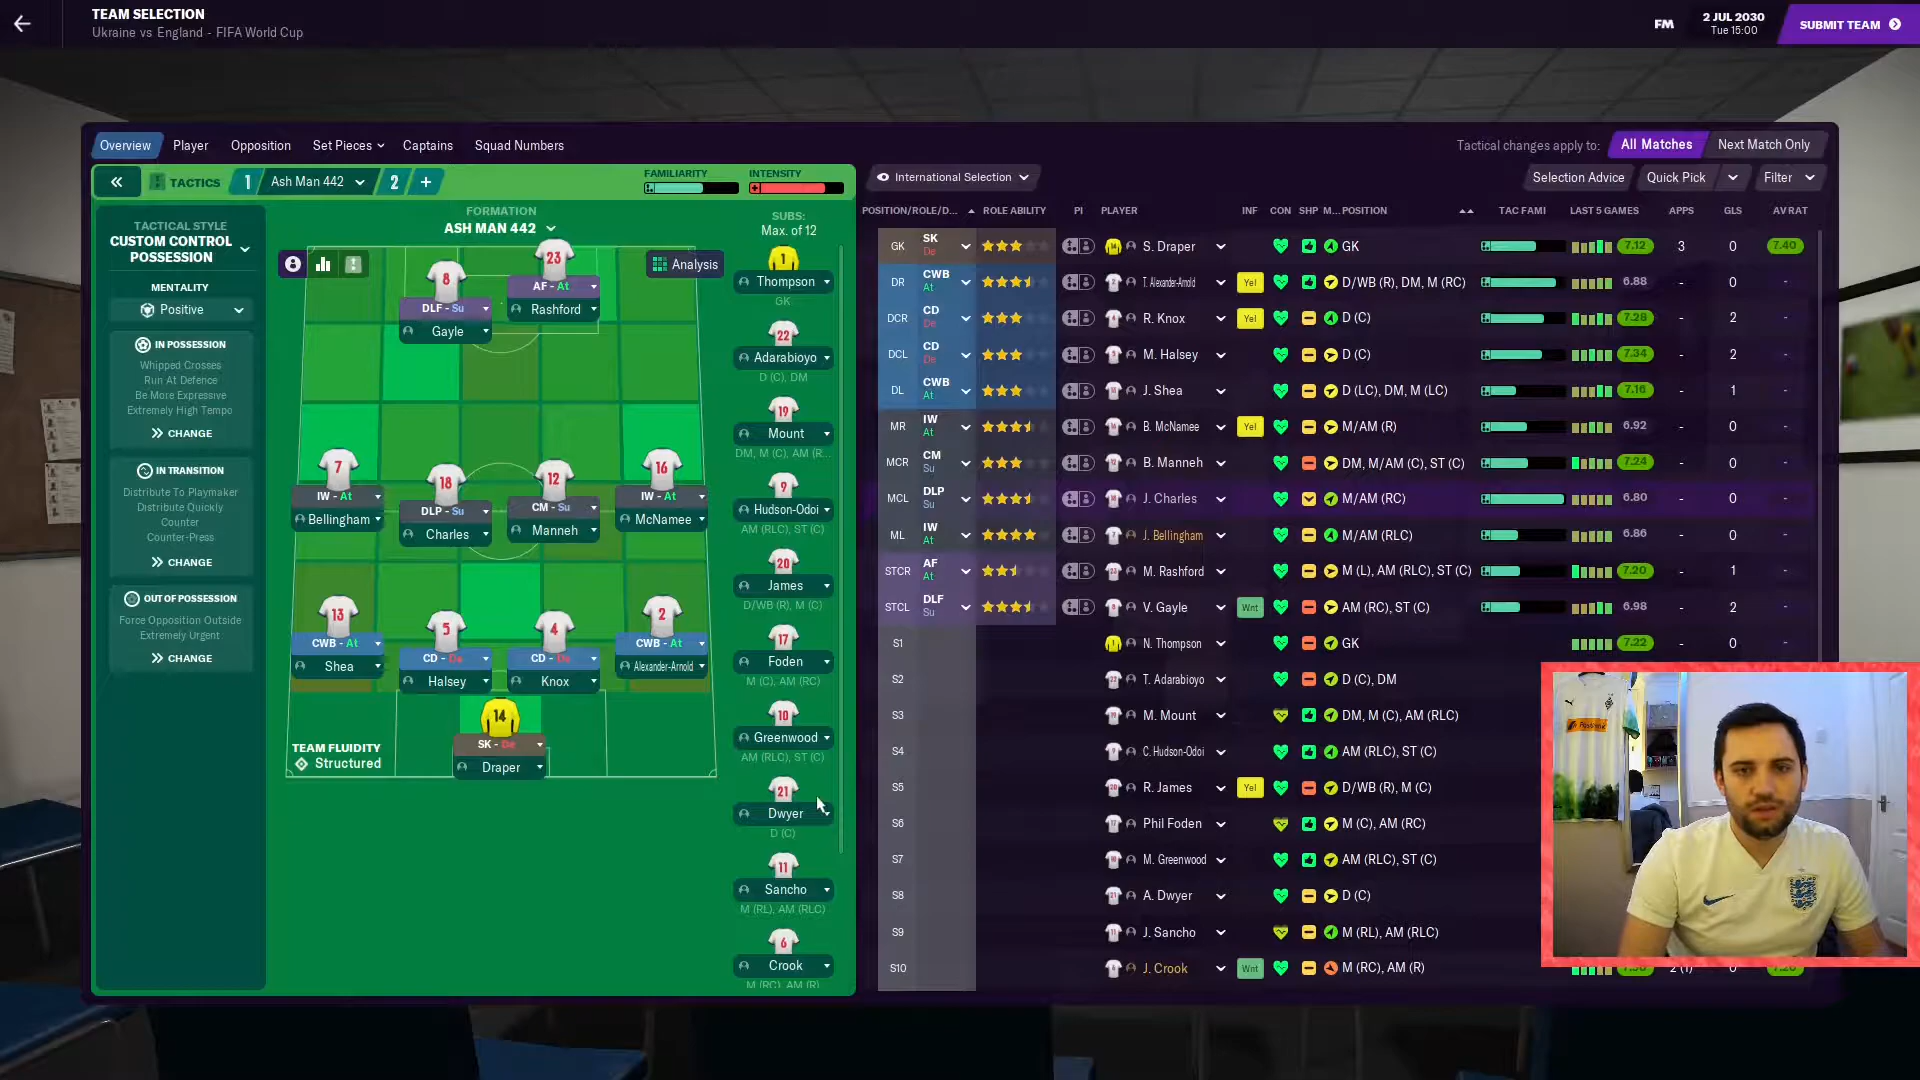 TEAM SELECTION
Ukraine vs England - FIFA World Cup
FM
2 JUL 2030
Tue 15:00
SUBMIT TEAM
Overview
Player
Opposition
Set Pieces
Captains
Squad Numbers
Tactical changes apply to:
All Matches
Next Match Only
TACTICS
1
Ash Man 442
2
+
FAMILIARITY
INTENSITY
International Selection
Selection Advice
Quick Pick
Filter
TACTICAL STYLE
CUSTOM CONTROL
POSSESSION
MENTALITY
Positive
IN POSSESSION
Whipped Crosses
Run At Defence
Be More Expressive
Extremely High Tempo
CHANGE
IN TRANSITION
Distribute To Playmaker
Distribute Quickly
Counter
Counter-Press
CHANGE
OUT OF POSSESSION
Force Opposition Outside
Extremely Urgent
CHANGE
FORMATION
ASH MAN 442
Analysis
8
DLF - Su
Gayle
23
AF - At
Rashford
7
IW - At
Bellingham
18
DLP - Su
Charles
12
CM - Su
Manneh
16
IW - At
McNamee
13
CWB - At
Shea
5
CD - De
Halsey
4
CD - De
Knox
2
CWB - At
Alexander-Arnold
14
SK - De
Draper
TEAM FLUIDITY
Structured
SUBS:
Max. of 12
1
Thompson
GK
22
Adarabioyo
D (C), DM
19
Mount
DM, M (C), AM (R...
9
Hudson-Odoi
AM (RLC), ST (C)
20
James
D/WB (R), M (C)
17
Foden
M (C), AM (RC)
10
Greenwood
AM (RLC), ST (C)
21
Dwyer
D (C)
11
Sancho
M (RL), AM (RLC)
6
Crook
M (RC), AM (R)
POSITION/ROLE/D... ROLE ABILITY PI PLAYER INF CON SHP M... POSITION TAC FAMI LAST 5 GAMES APPS GLS AV RAT
GK SK De S. Draper GK 7.12 3 0 7.40
DR CWB At T. Alexander-Arnold Yel D/WB (R), DM, M (RC) 6.88 - 0 -
DCR CD De R. Knox Yel D (C) 7.28 - 2 -
DCL CD De M. Halsey D (C) 7.34 - 2 -
DL CWB At J. Shea D (LC), DM, M (LC) 7.16 - 1 -
MR IW At B. McNamee Yel M/AM (R) 6.92 - 0 -
MCR CM Su B. Manneh DM, M/AM (C), ST (C) 7.24 - 0 -
MCL DLP Su J. Charles M/AM (RC) 6.80 - 0 -
ML IW At J. Bellingham M/AM (RLC) 6.86 - 0 -
STCR AF At M. Rashford M (L), AM (RLC), ST (C) 7.20 - 1 -
STCL DLF Su V. Gayle Wnt AM (RC), ST (C) 6.98 - 2 -
S1 N. Thompson GK 7.22 - 0 -
S2 T. Adarabioyo D (C), DM
S3 M. Mount DM, M (C), AM (RLC)
S4 C. Hudson-Odoi AM (RLC), ST (C)
S5 R. James Yel D/WB (R), M (C)
S6 Phil Foden M (C), AM (RC)
S7 M. Greenwood AM (RLC), ST (C)
S8 A. Dwyer D (C)
S9 J. Sancho M (RL), AM (RLC)
S10 J. Crook Wnt M (RC), AM (R)